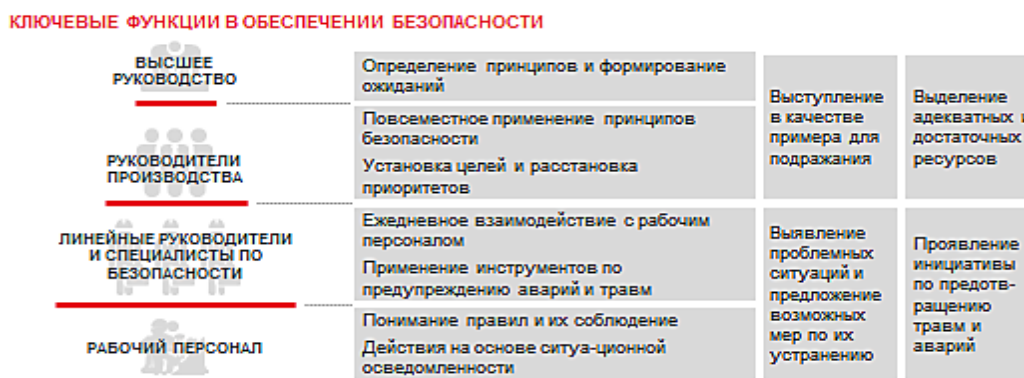 КЛЮЧЕВЫЕ ФУНКЦИИ В ОБЕСПЕЧЕНИИ БЕЗОПАСНОСТИ
ВЫСШЕЕ
РУКОВОДСТВО
Определение принципов и формирование
ожиданий
РУКОВОДИТЕЛИ
ПРОИЗВОДСТВА
Повсеместное применение принципов
безопасности
Установка целей и расстановка
приоритетов
Выступление
в качестве
примера для
подражания
Выделение
адекватных и
достаточных
ресурсов
ЛИНЕЙНЫЕ РУКОВОДИТЕЛИ
И СПЕЦИАЛИСТЫ ПО
БЕЗОПАСНОСТИ
Ежедневное взаимодействие с рабочим
персоналом
Применение инструментов по
предупреждению аварий и травм
РАБОЧИЙ ПЕРСОНАЛ
Понимание правил и их соблюдение
Действия на основе ситуа-ционной
осведомленности
Выявление
проблемных
ситуаций и
предложение
возможных
мер по их
устранению
Проявление
инициативы
по предотв-
ращению
травм и
аварий